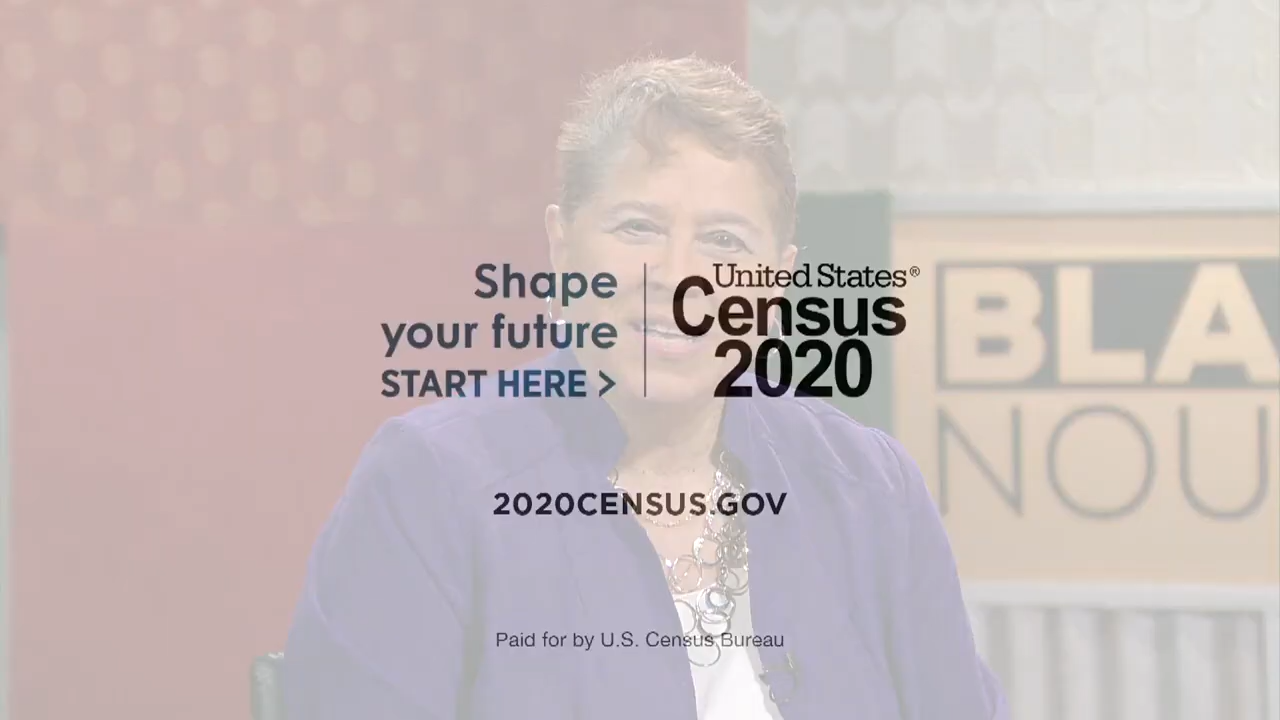 Shape
your future
START HERE >
United States®
Census
2020
BLA
NOU
2020CENSUS.GOV
Paid for by U.S. Census Bureau